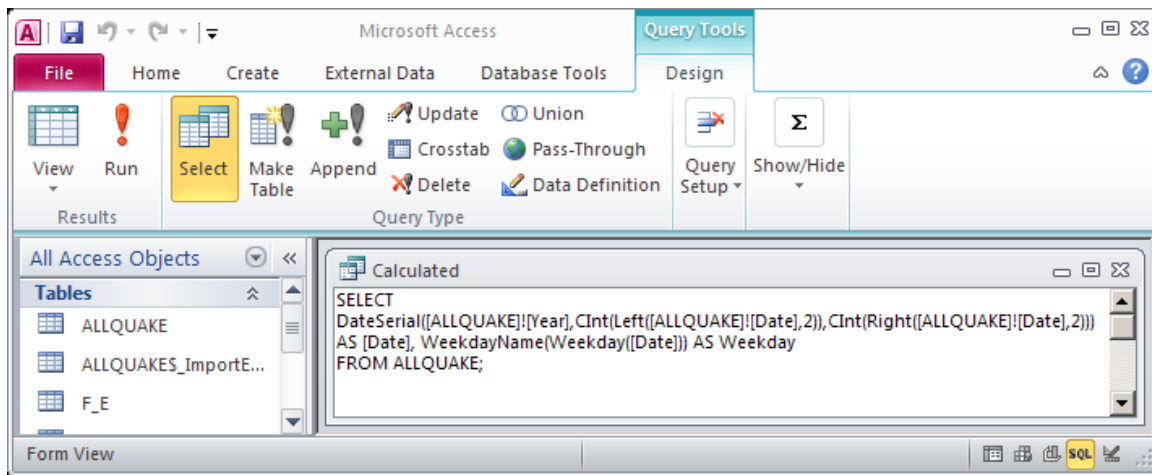 A
Microsoft Access
Query Tools
File Home Create External Data Database Tools Design
View
Run
Select
Make
Table
Append
Update
Crosstab
Delete
Union
Pass-Through
Data Definition
Query
Setup
Σ
Show/Hide
Results
Query Type
All Access Objects
Tables
ALLQUAKE
ALLQUAKE$_ImportE...
F_E
Calculated
SELECT
DateSerial([ALLQUAKE]![Year],CInt(Left([ALLQUAKE]![Date],2)),CInt(Right([ALLQUAKE]![Date],2)))
AS [Date], WeekdayName(Weekday([Date])) AS Weekday
FROM ALLQUAKE;
Form View
SQL